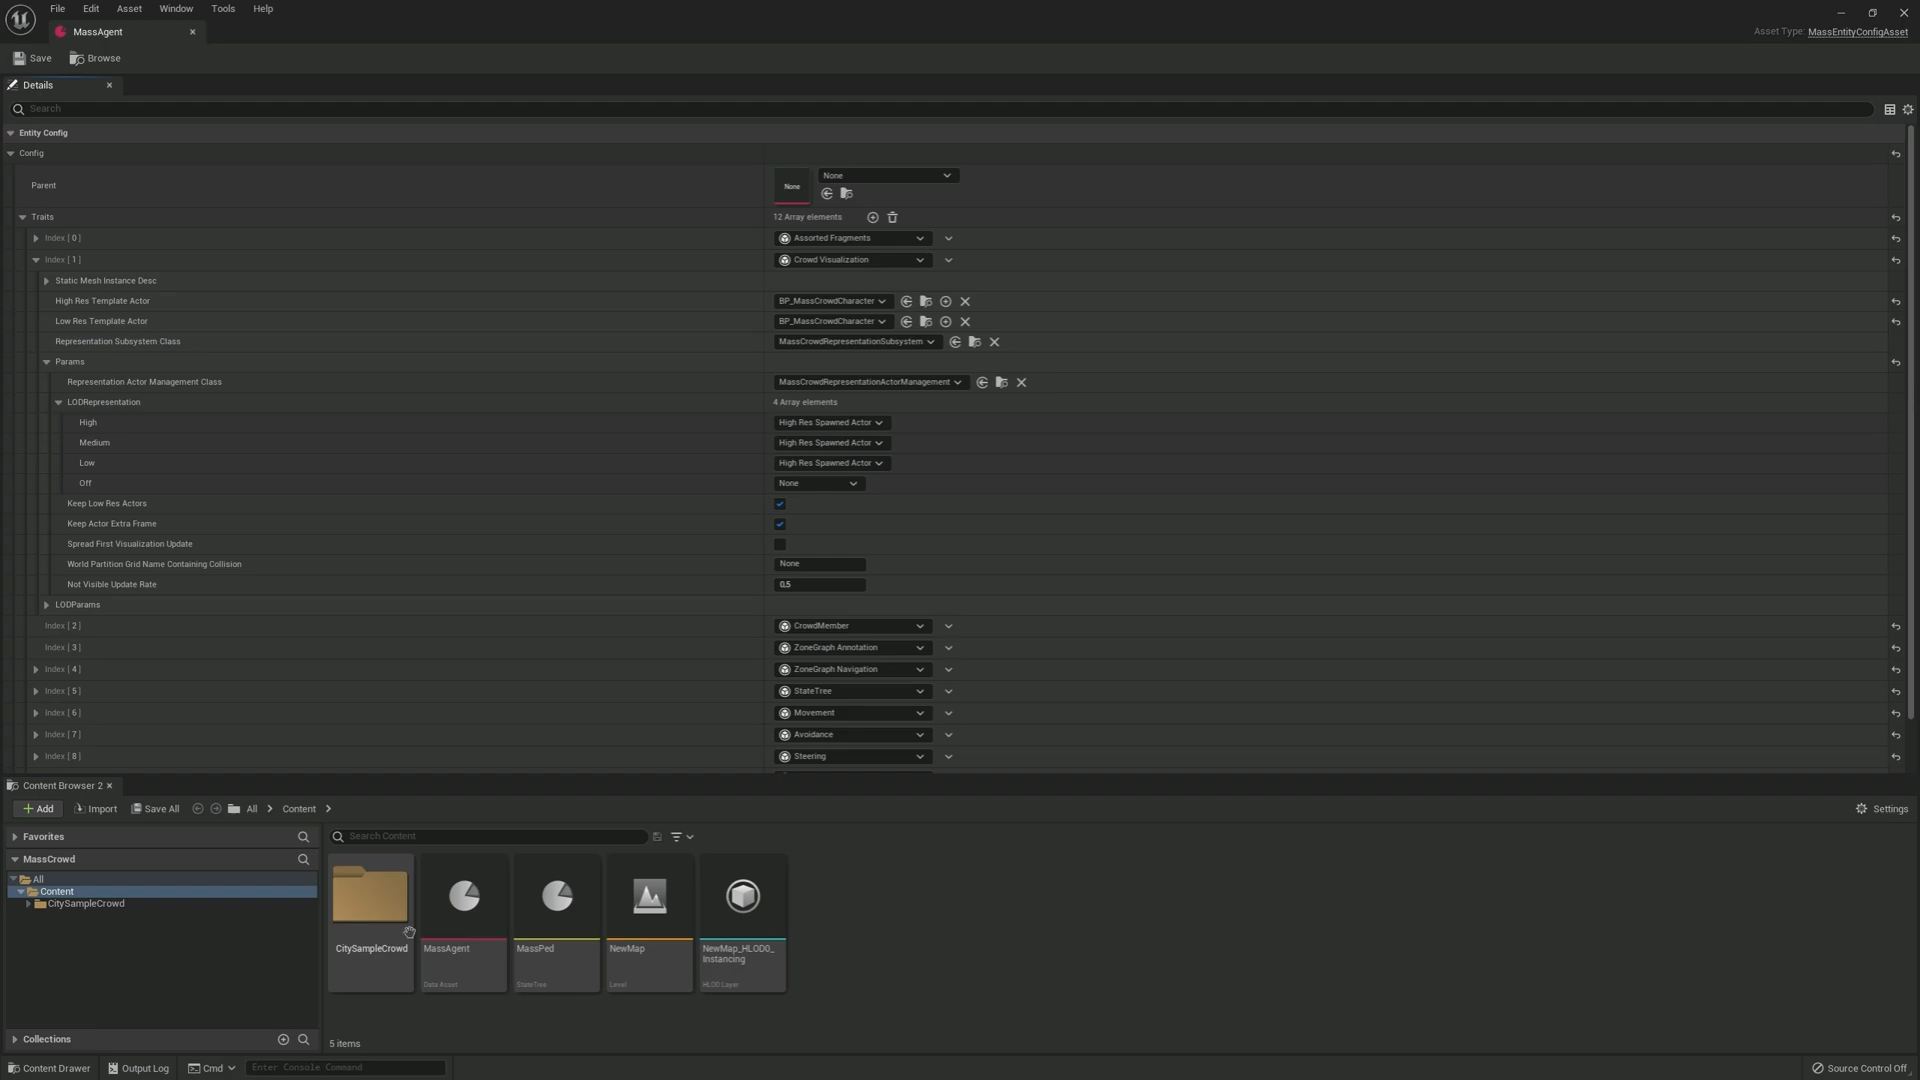 File Edit Asset Window Tools Help
MassAgent
Asset Type: MassEntityConfigAsset
Save Browse
Details
Search
Entity Config
Config
Parent None None
Traits 12 Array elements
Index [ 0 ] Assorted Fragments
Index [ 1 ] Crowd Visualization
Static Mesh Instance Desc
High Res Template Actor BP_MassCrowdCharacter
Low Res Template Actor BP_MassCrowdCharacter
Representation Subsystem Class MassCrowdRepresentationSubsystem
Params
Representation Actor Management Class MassCrowdRepresentationActorManagement
LODRepresentation 4 Array elements
High High Res Spawned Actor
Medium High Res Spawned Actor
Low High Res Spawned Actor
Off None
Keep Low Res Actors
Keep Actor Extra Frame
Spread First Visualization Update
World Partition Grid Name Containing Collision None
Not Visible Update Rate 0,5
LODParams
Index [ 2 ] CrowdMember
Index [ 3 ] ZoneGraph Annotation
Index [ 4 ] ZoneGraph Navigation
Index [ 5 ] StateTree
Index [ 6 ] Movement
Index [ 7 ] Avoidance
Index [ 8 ] Steering
Content Browser 2
Add Import Save All All Content Settings
Favorites Search Content
MassCrowd
All
Content
CitySampleCrowd
CitySampleCrowd MassAgent MassPed NewMap NewMap_HLOD0_
Instancing
Data Asset StateTree Level HLOD Layer
Collections 5 items
Content Drawer Output Log Cmd Enter Console Command Source Control Off